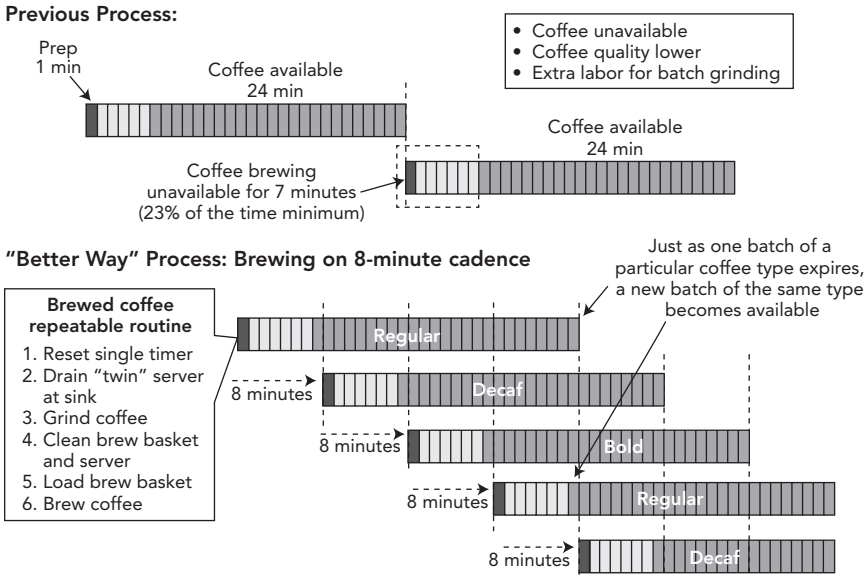 Previous Process:
• Coffee unavailable
• Coffee quality lower
• Extra labor for batch grinding
Prep
1 min
Coffee available
24 min
Coffee available
24 min
Coffee brewing
unavailable for 7 minutes
(23% of the time minimum)
“Better Way” Process: Brewing on 8-minute cadence
Just as one batch of a
particular coffee type expires,
a new batch of the same type
becomes available
Brewed coffee
repeatable routine
1. Reset single timer
2. Drain “twin” server
at sink
3. Grind coffee
4. Clean brew basket
and server
5. Load brew basket
6. Brew coffee
Regular
8 minutes
Decaf
8 minutes
Bold
8 minutes
Regular
8 minutes
Decaf